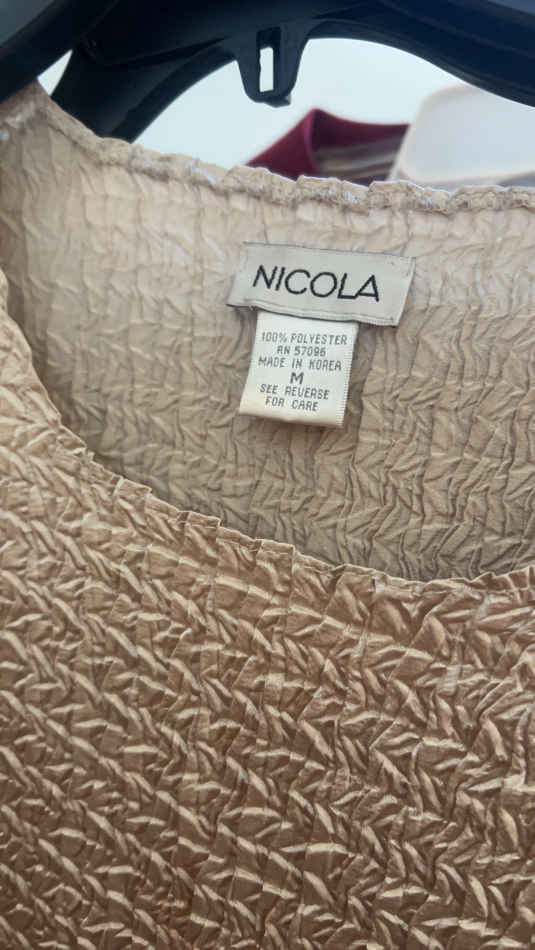 NICOLA
100% POLYESTER
RN 57096
MADE IN KOREA
M
SEE REVERSE
FOR CARE